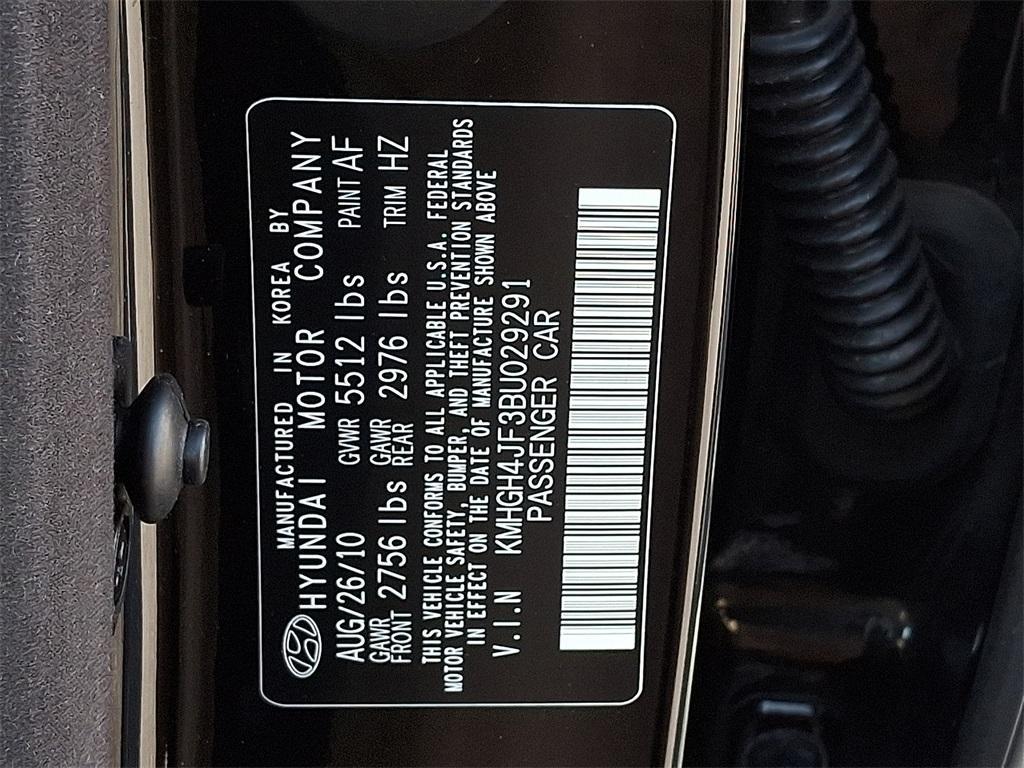 MANUFACTURED IN KOREA BY
HYUNDAI MOTOR COMPANY
AUG/26/10 GVWR 5512 lbs PAINT AF
GAWR FRONT 2756 lbs GAWR REAR 2976 lbs TRIM HZ
THIS VEHICLE CONFORMS TO ALL APPLICABLE U.S.A. FEDERAL
MOTOR VEHICLE SAFETY, BUMPER, AND THEFT PREVENTION STANDARDS
IN EFFECT ON THE DATE OF MANUFACTURE SHOWN ABOVE
V.I.N KMHGH4JF3BU029291
PASSENGER CAR